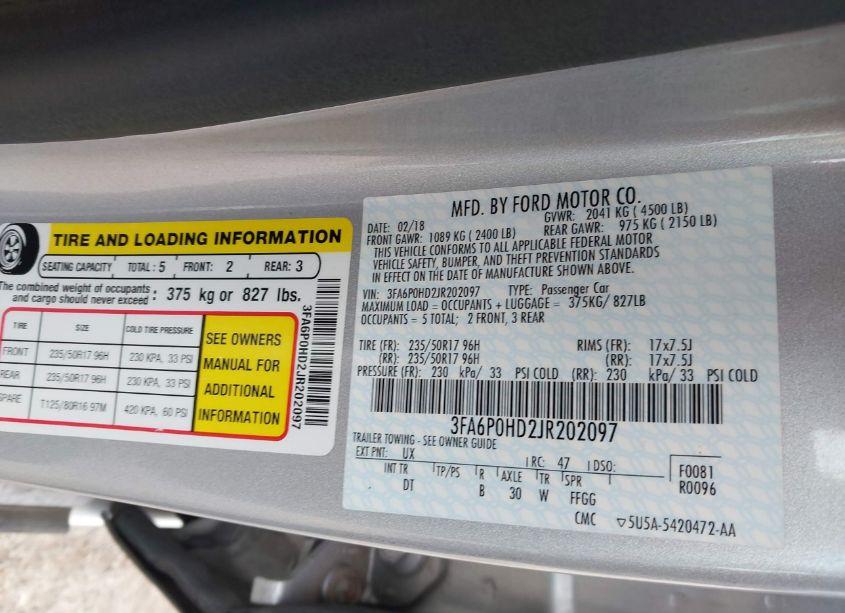 TIRE AND LOADING INFORMATION
SEATING CAPACITY TOTAL: 5 FRONT: 2 REAR: 3
The combined weight of occupants
and cargo should never exceed : 375 kg or 827 lbs.
TIRE SIZE COLD TIRE PRESSURE
FRONT 235/50R17 96H 230 KPA, 33 PSI
REAR 235/50R17 96H 230 KPA, 33 PSI
SPARE T125/80R16 97M 420 KPA, 60 PSI
SEE OWNERS
MANUAL FOR
ADDITIONAL
INFORMATION
3FA6P0HD2JR202097
MFD. BY FORD MOTOR CO.
DATE: 02/18 GVWR: 2041 KG ( 4500 LB)
FRONT GAWR: 1089 KG ( 2400 LB) REAR GAWR: 975 KG ( 2150 LB)
THIS VEHICLE CONFORMS TO ALL APPLICABLE FEDERAL MOTOR
VEHICLE SAFETY, BUMPER, AND THEFT PREVENTION STANDARDS
IN EFFECT ON THE DATE OF MANUFACTURE SHOWN ABOVE.
VIN: 3FA6P0HD2JR202097 TYPE: Passenger Car
MAXIMUM LOAD = OCCUPANTS + LUGGAGE = 375KG/ 827LB
OCCUPANTS = 5 TOTAL; 2 FRONT, 3 REAR
TIRE (FR): 235/50R17 96H RIMS (FR): 17x7.5J
(RR): 235/50R17 96H (RR): 17x7.5J
PRESSURE (FR): 230 kPa/ 33 PSI COLD (RR): 230 kPa/ 33 PSI COLD
3FA6P0HD2JR202097
TRAILER TOWING - SEE OWNER GUIDE
EXT PNT: UX RC: 47 DSO: F0081
INT TR TP/PS R AXLE TR SPR R0096
DT B 30 W FFGG
CMC ▽5U5A-5420472-AA